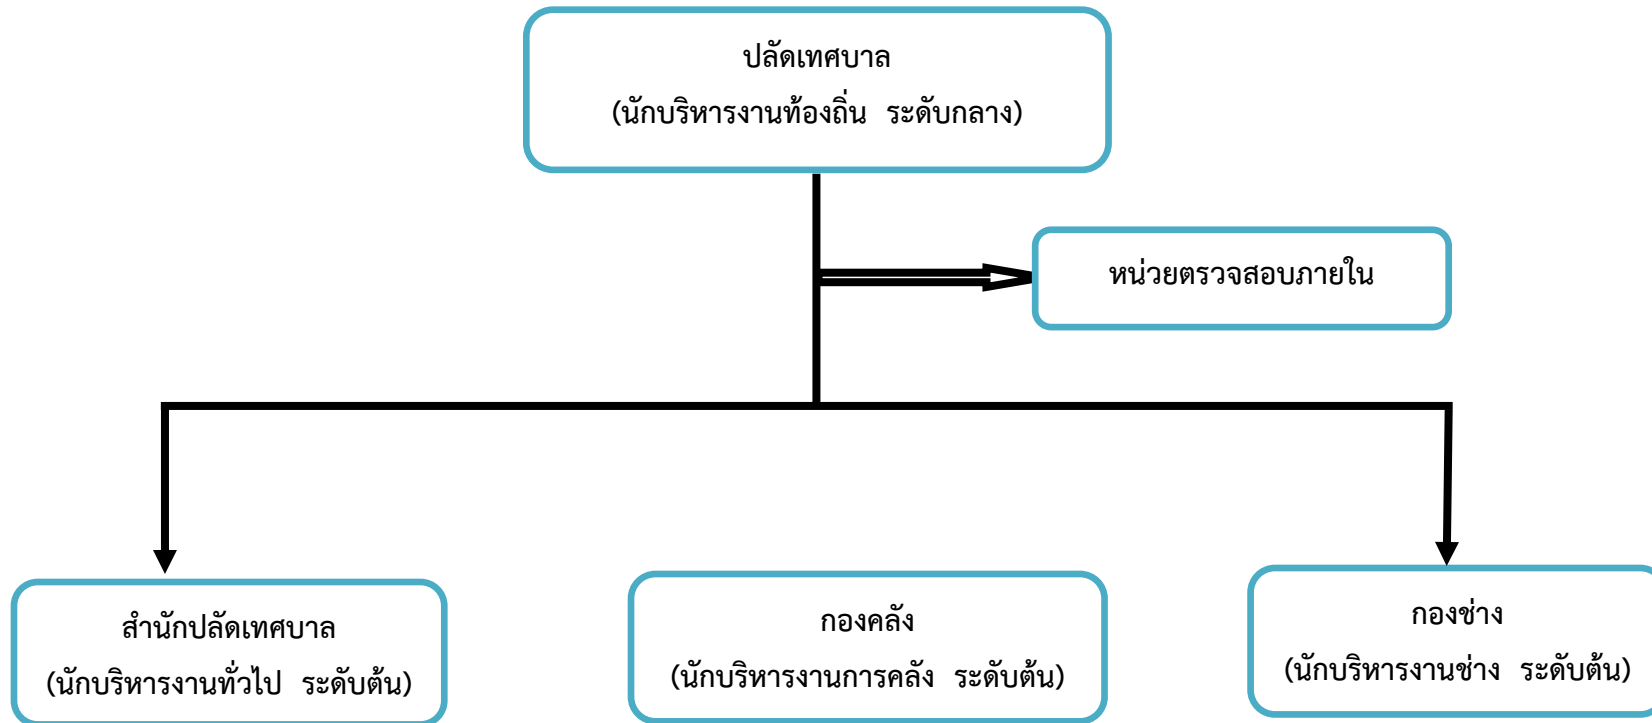 ปลัดเทศบาล
(นักบริหารงานท้องถิ่น ระดับกลาง)
หน่วยตรวจสอบภายใน
สำนักปลัดเทศบาล
(นักบริหารงานทั่วไป ระดับต้น)
กองคลัง
(นักบริหารงานการคลัง ระดับต้น)
กองช่าง
(นักบริหารงานช่าง ระดับต้น)